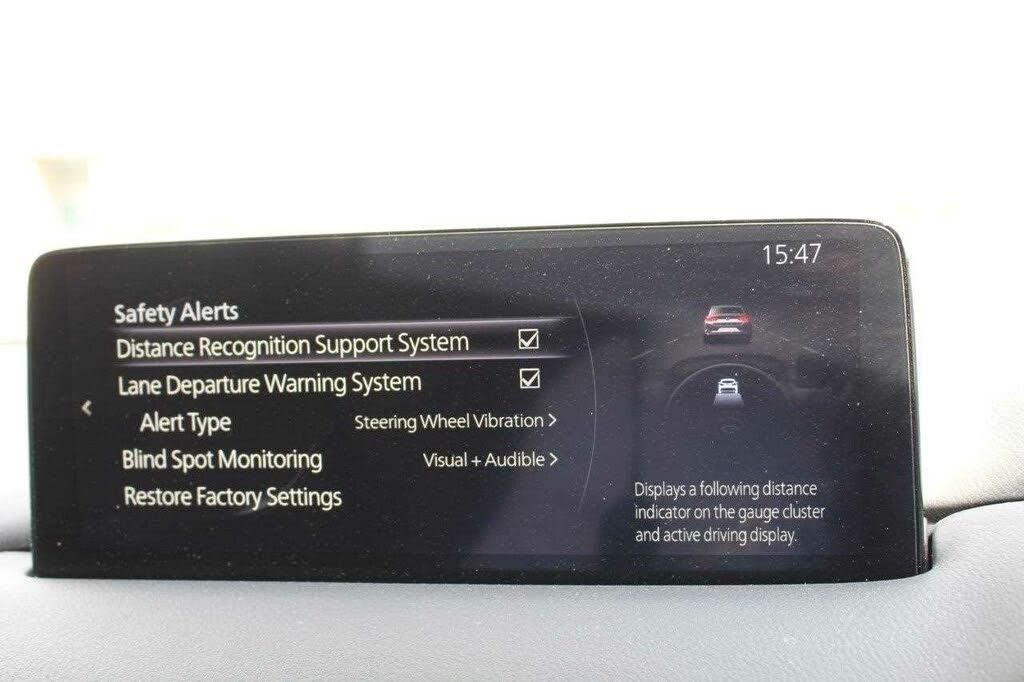 15:47
Safety Alerts
Distance Recognition Support System
Lane Departure Warning System
Alert Type Steering Wheel Vibration >
Blind Spot Monitoring Visual + Audible >
Restore Factory Settings
Displays a following distance
indicator on the gauge cluster
and active driving display.